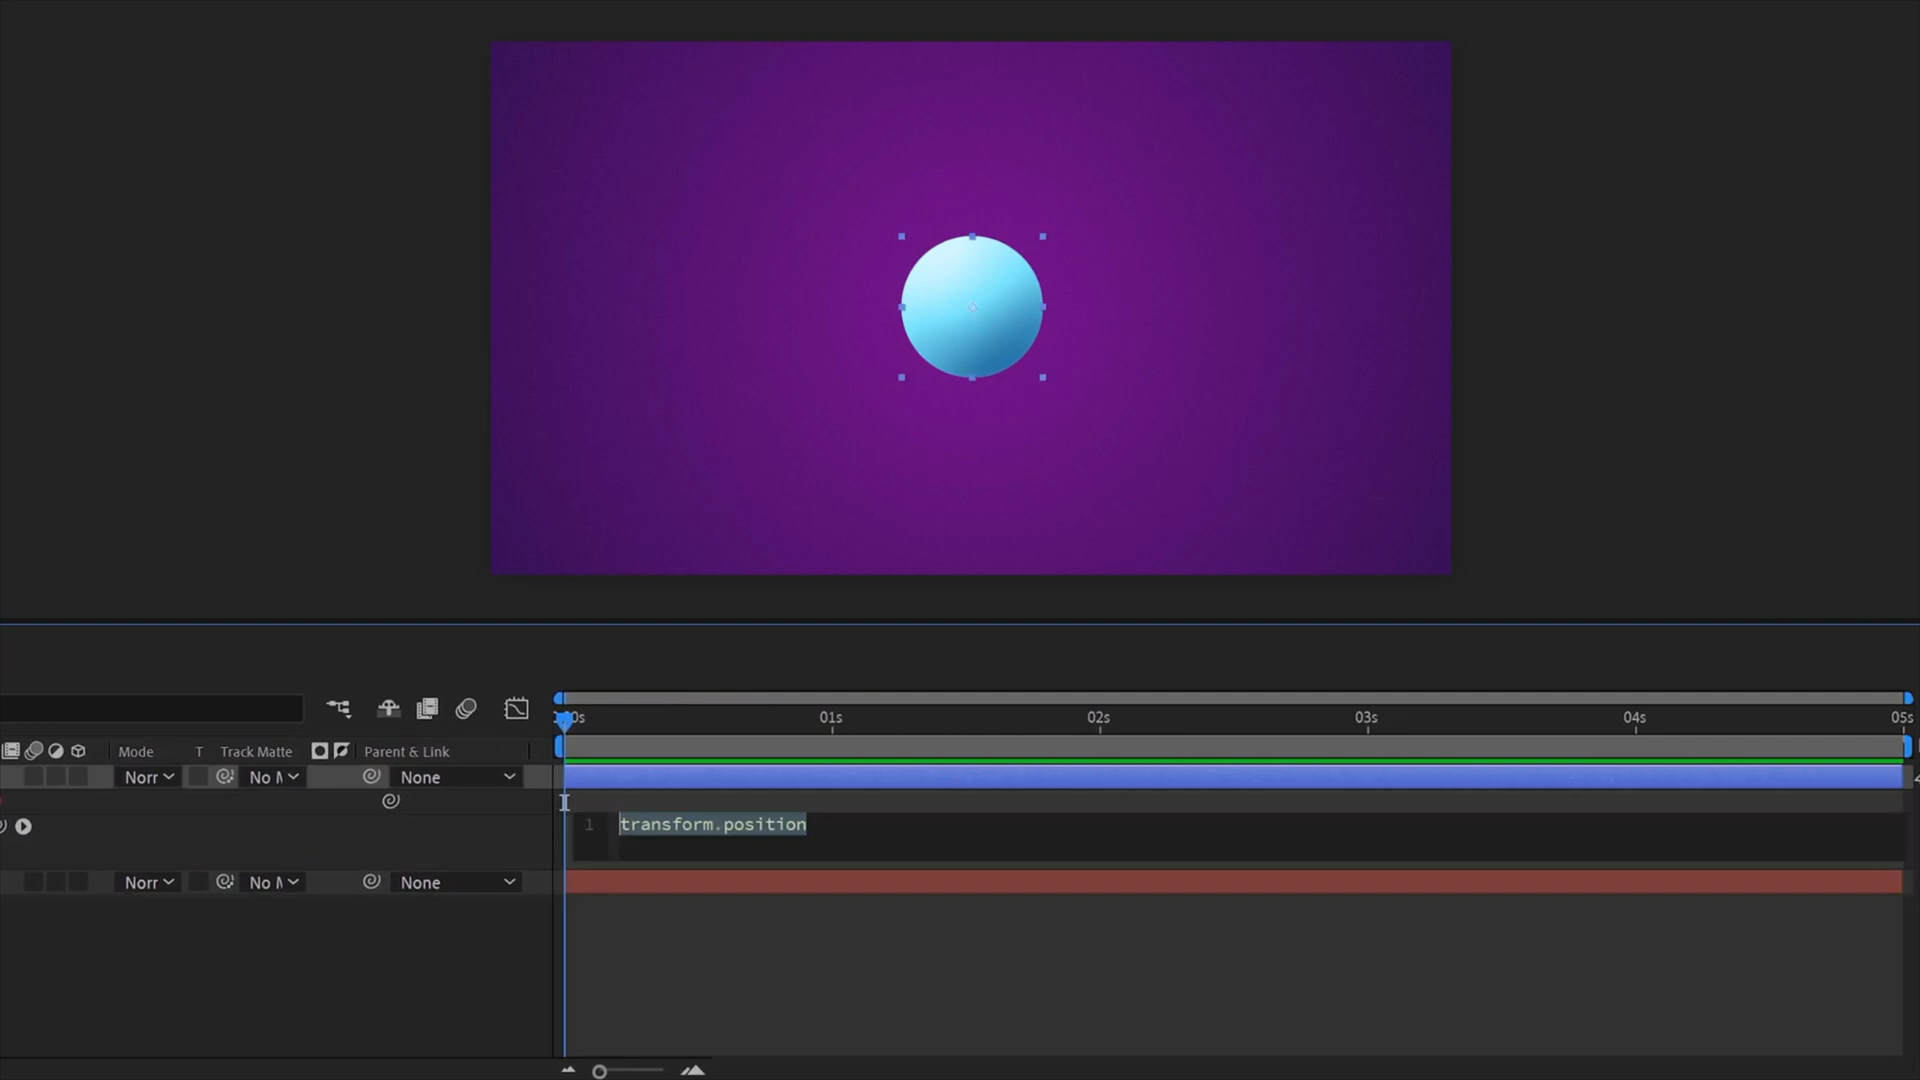 0s 01s 02s 03s 04s 05s
Mode T Track Matte Parent & Link
Norr No M None
1 transform.position
Norr No M None